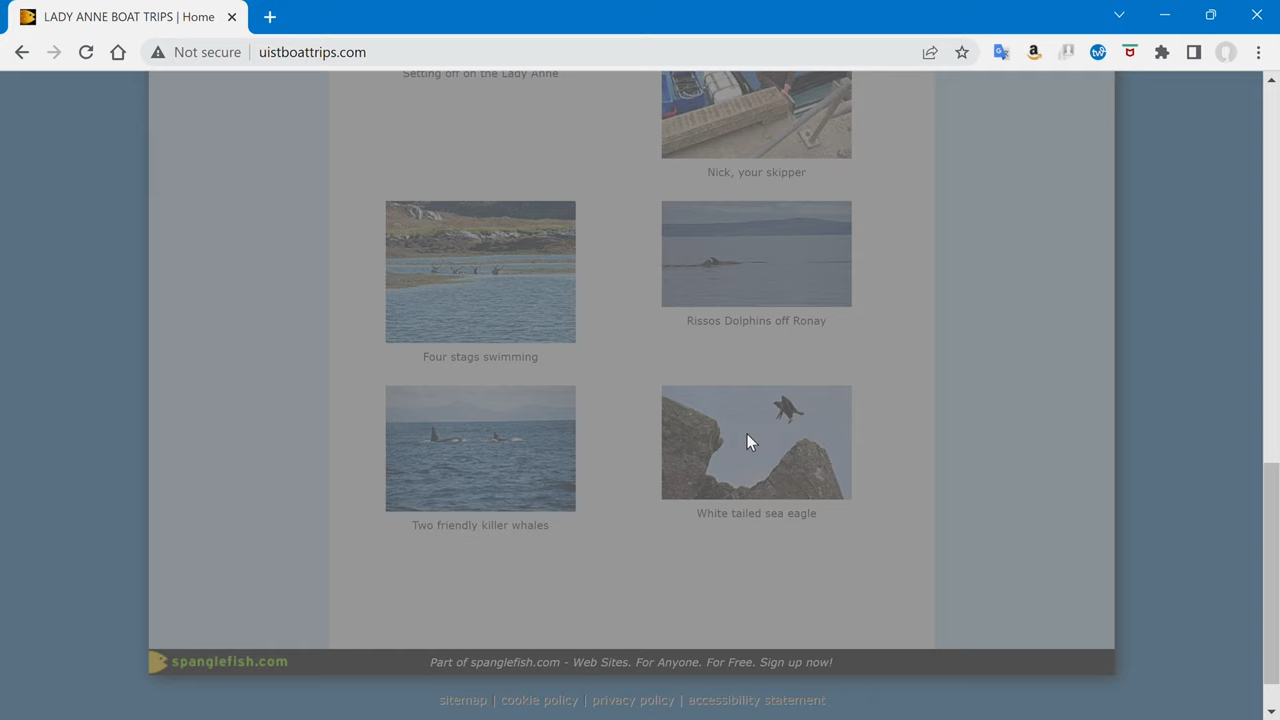 LADY ANNE BOAT TRIPS | Home
Not secure
uistboattrips.com
Setting off on the Lady Anne
Nick, your skipper
Four stags swimming
Rissos Dolphins off Ronay
Two friendly killer whales
White tailed sea eagle
spanglefish.com
Part of spanglefish.com - Web Sites. For Anyone. For Free. Sign up now!
sitemap | cookie policy | privacy policy | accessibility statement